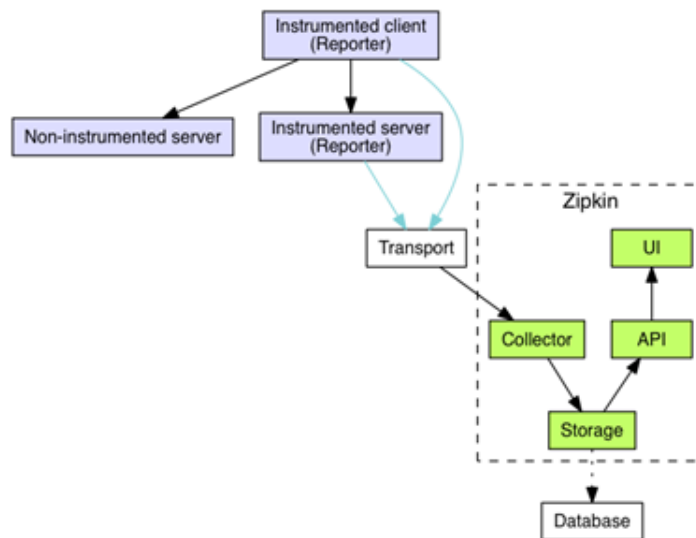 Instrumented client
(Reporter)
Non-instrumented server
Instrumented server
(Reporter)
Zipkin
Transport
UI
Collector
API
Storage
Database